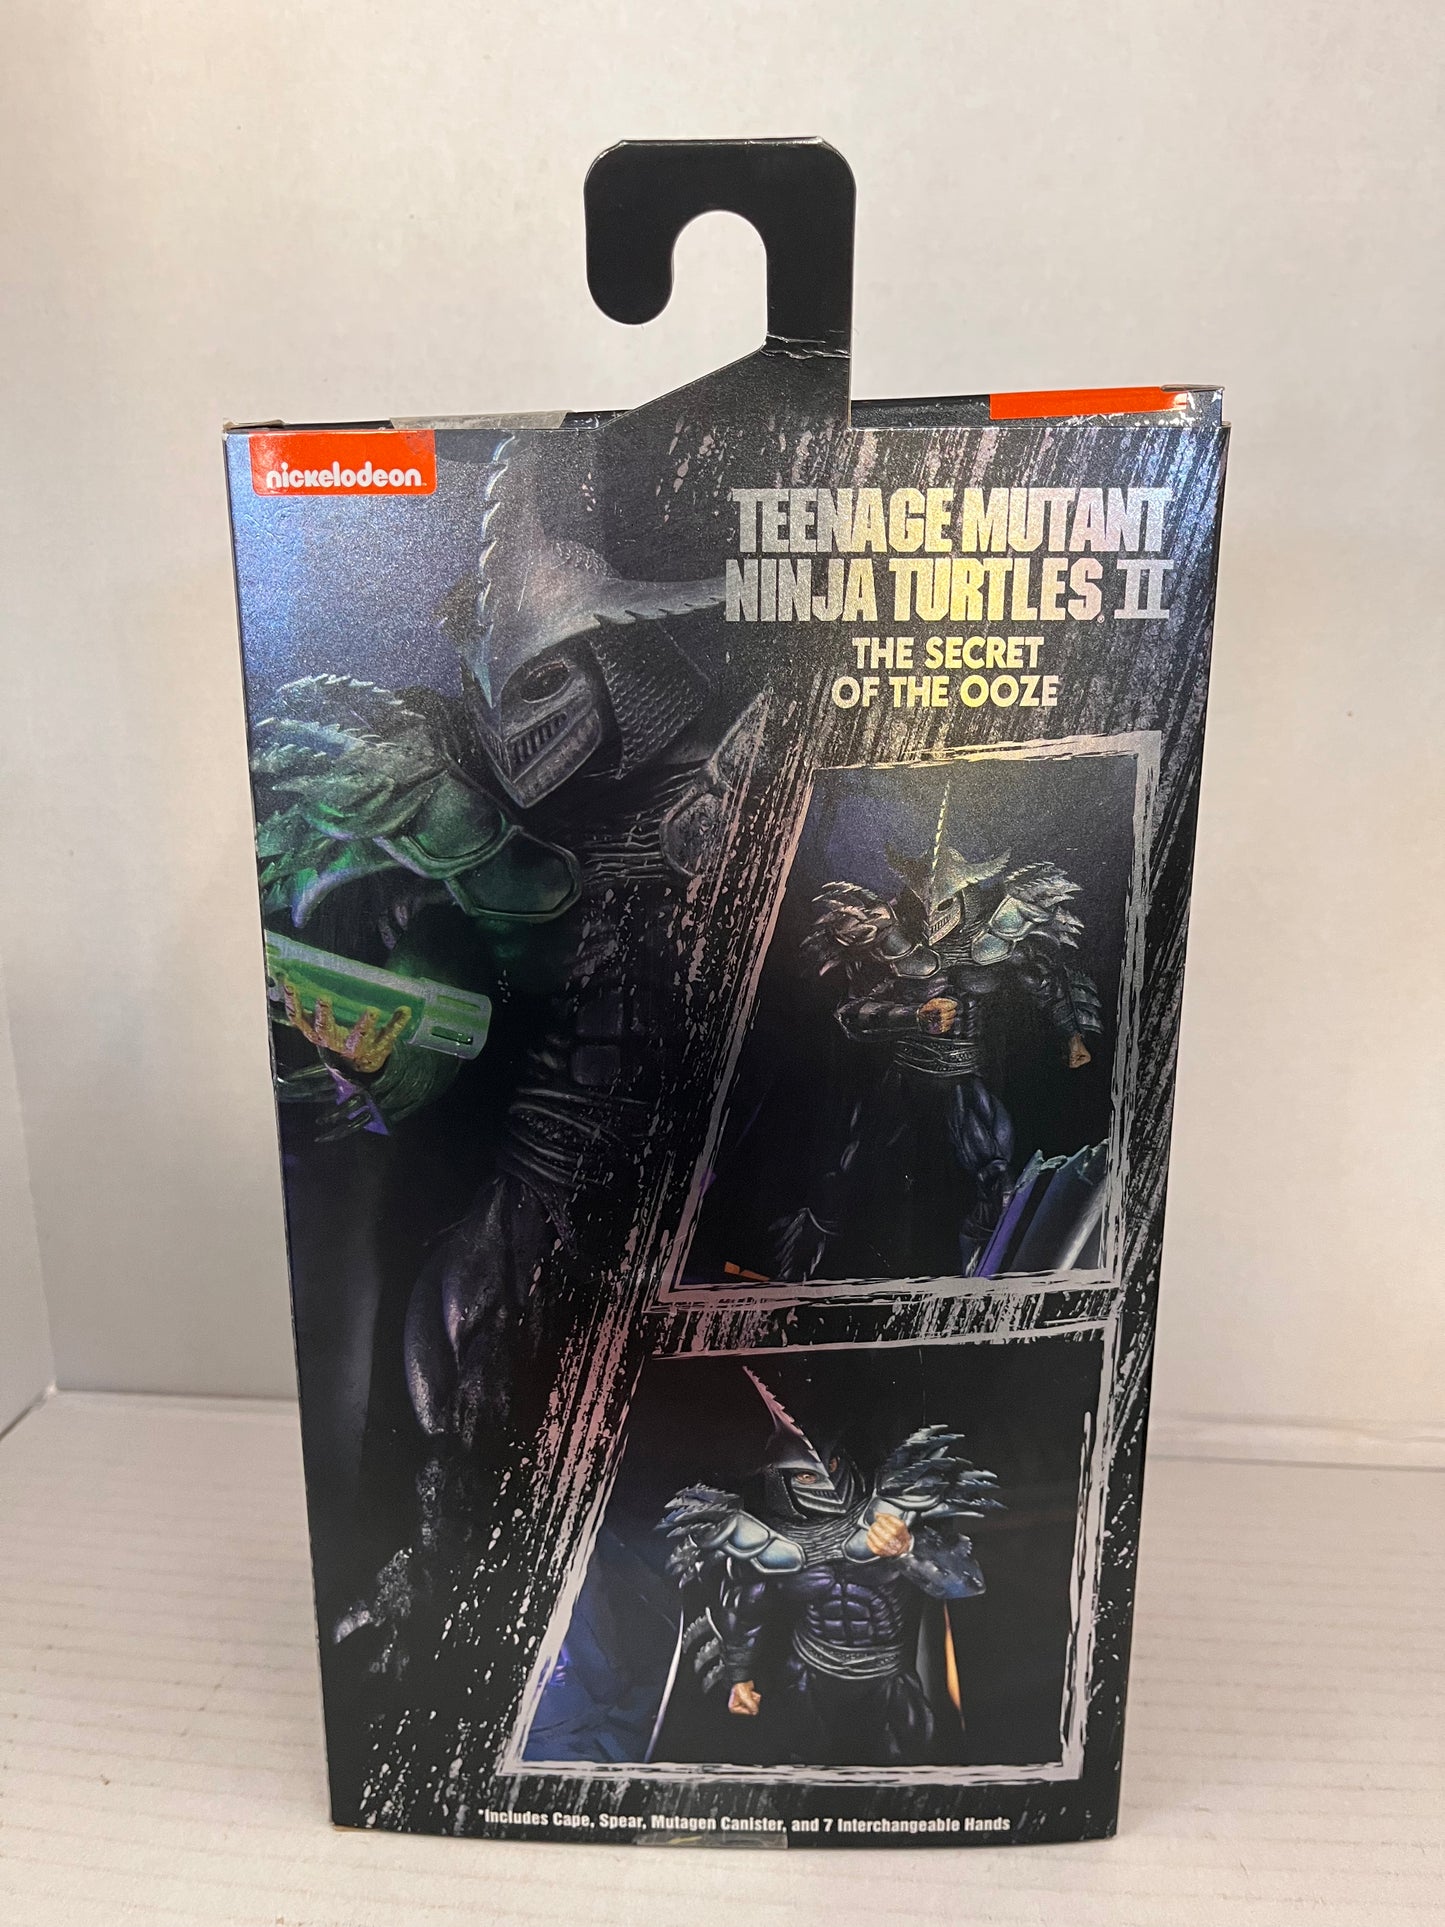 nickelodeon
TEENAGE MUTANT
NINJA TURTLES® II
THE SECRET
OF THE OOZE
*Includes Cape, Spear, Mutagen Canister, and 7 Interchangeable Hands